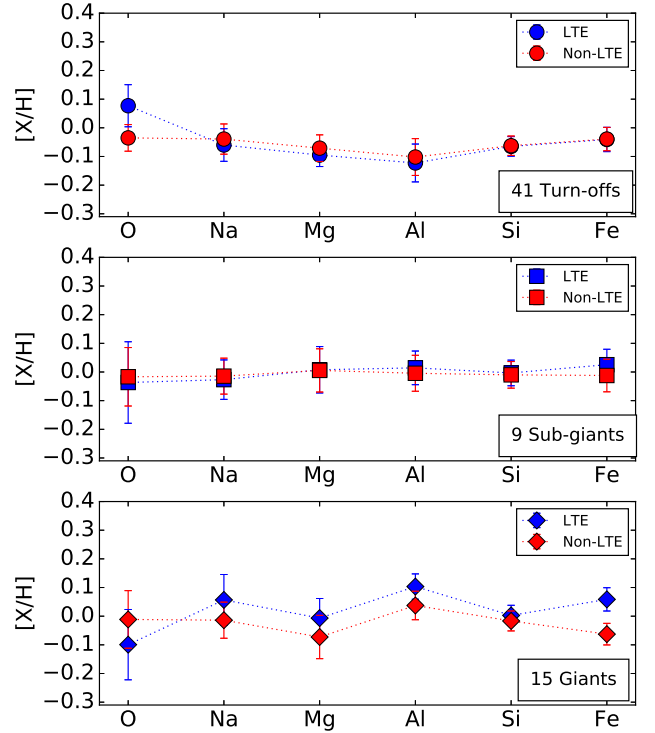 0.4
0.3
0.2
0.1
0.0
−0.1
−0.2
−0.3
[X/H]
LTE
Non-LTE
41 Turn-offs
O Na Mg Al Si Fe
0.4
0.3
0.2
0.1
0.0
−0.1
−0.2
−0.3
[X/H]
LTE
Non-LTE
9 Sub-giants
O Na Mg Al Si Fe
0.4
0.3
0.2
0.1
0.0
−0.1
−0.2
−0.3
[X/H]
LTE
Non-LTE
15 Giants
O Na Mg Al Si Fe